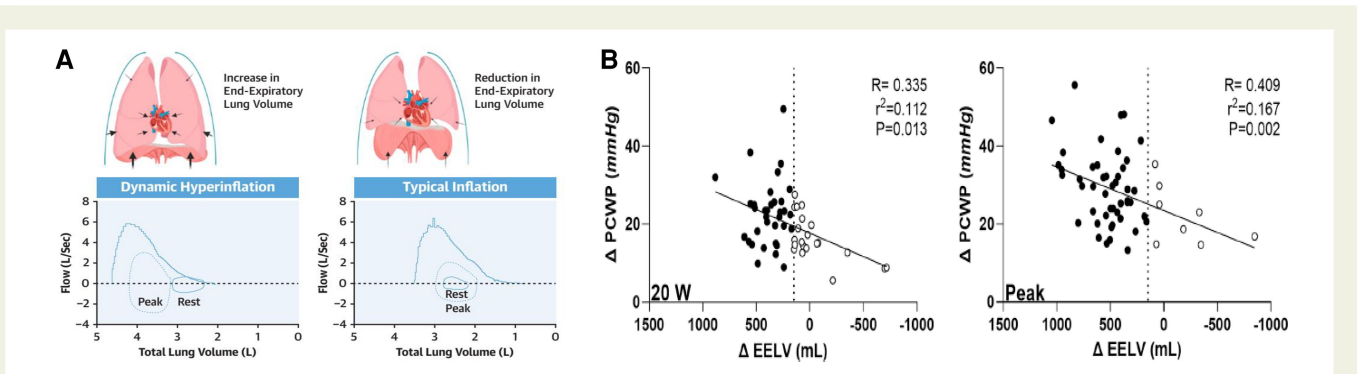 A
Increase in
End-Expiratory
Lung Volume
Dynamic Hyperinflation
Flow (L/Sec)
8
6
4
2
0
−2
−4
Peak
Rest
5
4
3
2
1
0
Total Lung Volume (L)
Reduction in
End-Expiratory
Lung Volume
Typical Inflation
Flow (L/Sec)
8
6
4
2
0
−2
−4
Rest
Peak
5
4
3
2
1
0
Total Lung Volume (L)
B
Δ PCWP (mmHg)
60
40
20
0
R= 0.335
r²=0.112
P=0.013
20 W
1500
1000
500
0
-500
-1000
Δ EELV (mL)
Δ PCWP (mmHg)
60
40
20
0
R= 0.409
r²=0.167
P=0.002
Peak
1500
1000
500
0
-500
-1000
Δ EELV (mL)